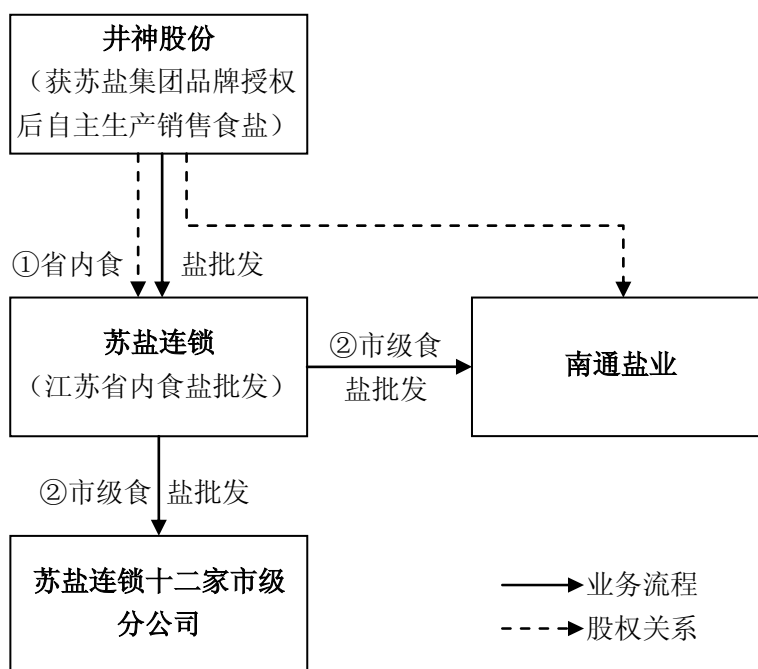 井神股份
（获苏盐集团品牌授权
后自主生产销售食盐）
①省内食 盐批发
苏盐连锁
（江苏省内食盐批发）
②市级食
盐批发
南通盐业
②市级食 盐批发
苏盐连锁十二家市级
分公司
业务流程
股权关系